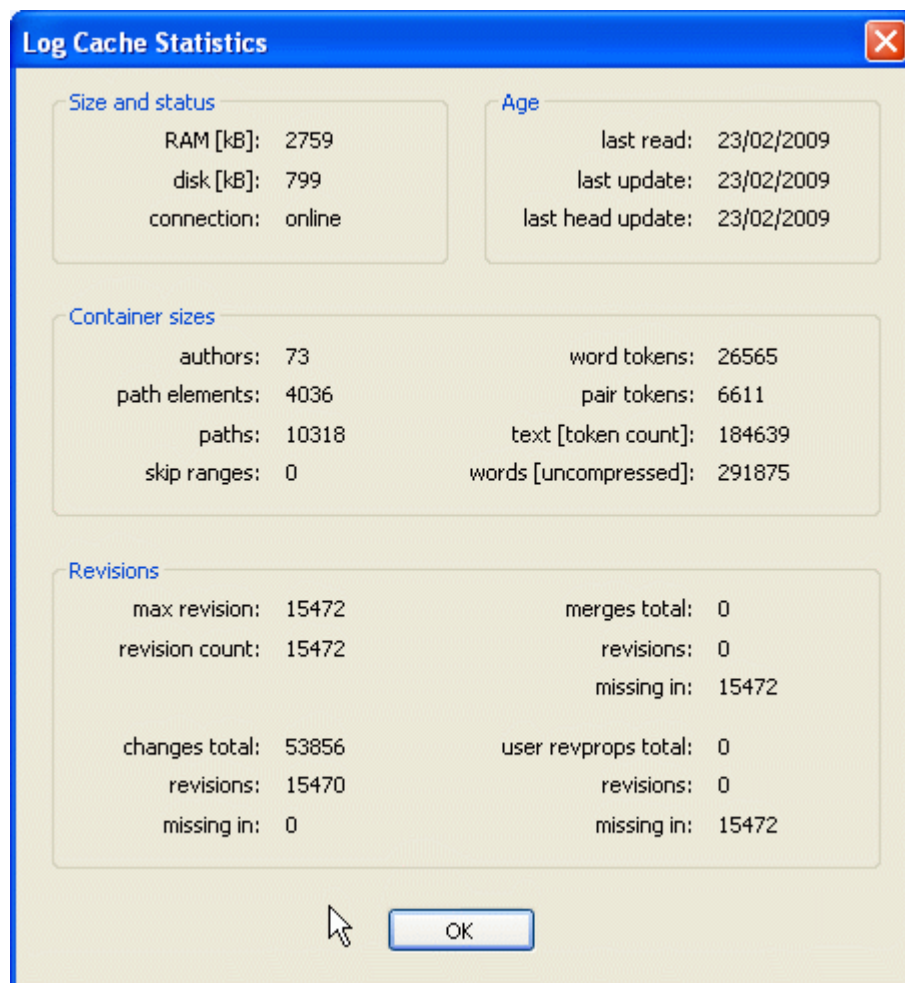 Log Cache Statistics
Size and status
RAM [kB]: 2759
disk [kB]: 799
connection: online
Age
last read: 23/02/2009
last update: 23/02/2009
last head update: 23/02/2009
Container sizes
authors: 73
path elements: 4036
paths: 10318
skip ranges: 0
word tokens: 26565
pair tokens: 6611
text [token count]: 184639
words [uncompressed]: 291875
Revisions
max revision: 15472
revision count: 15472
merges total: 0
revisions: 0
missing in: 15472
changes total: 53856
revisions: 15470
missing in: 0
user revprops total: 0
revisions: 0
missing in: 15472
OK